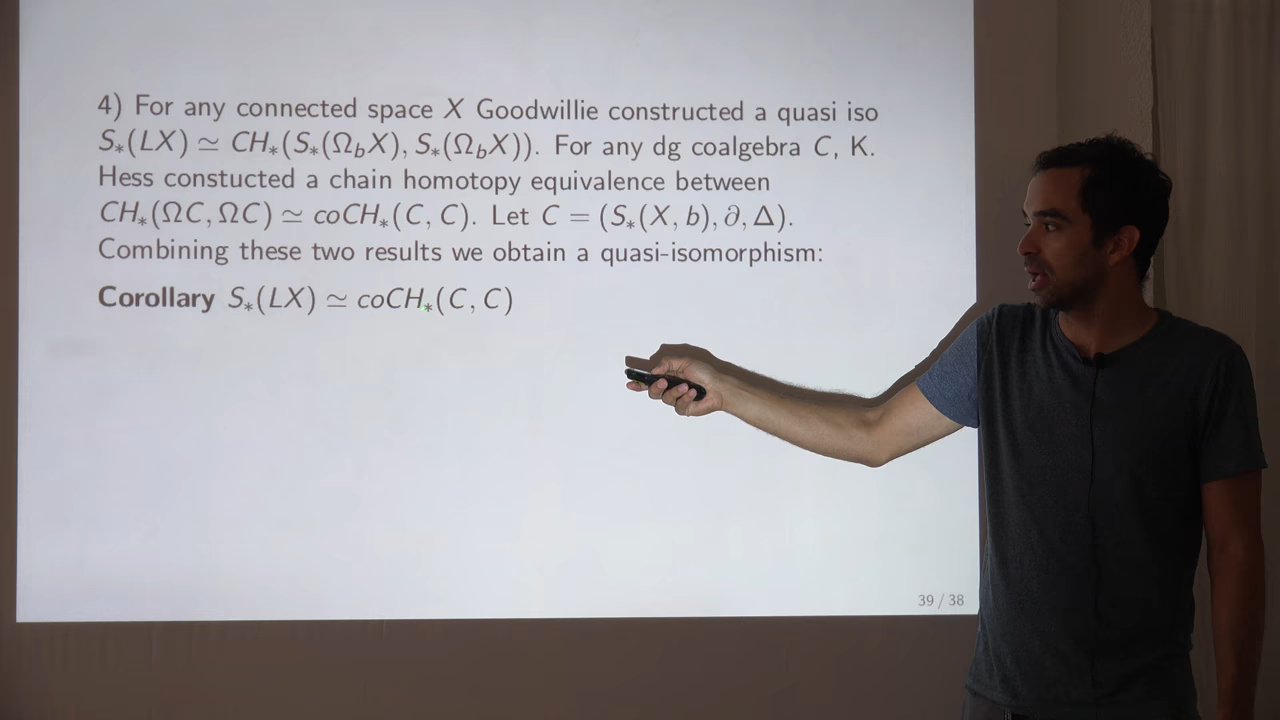 4) For any connected space X Goodwillie constructed a quasi iso
S∗(LX) ≃ CH∗(S∗(Ω_bX), S∗(Ω_bX)). For any dg coalgebra C, K.
Hess constucted a chain homotopy equivalence between
CH∗(ΩC, ΩC) ≃ coCH∗(C, C). Let C = (S∗(X, b), ∂, Δ).
Combining these two results we obtain a quasi-isomorphism:
Corollary S∗(LX) ≃ coCH∗(C, C)
39 / 38